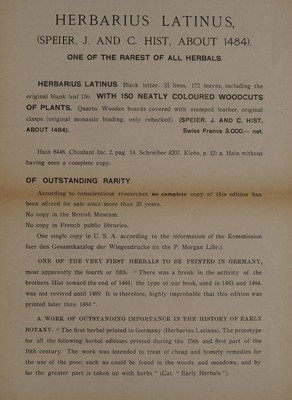 HERBARIUS LATINUS,
(SPEIER, J. AND C. HIST, ABOUT 1484),
ONE OF THE RAREST OF ALL HERBALS.
HERBARIUS LATINUS. Black letter. 31 lines. 172 leaves, including the
original blank leaf 156. WITH 150 NEATLY COLOURED WOODCUTS
OF PLANTS. Quarto. Wooden boards covered with stamped leather, original
clasps (original monastic binding, only rebacked). (SPEIER, J. AND C. HIST,
ABOUT 1484). Swiss Francs 3.000.— net.
Hain 8446. Choulant Inc. 2, pag. 14. Schreiber 4207. Klebs, p. 12: a. Hain without
having seen a complete copy.
OF OUTSTANDING RARITY.
According to conscientious researches no complete copy of this edition has
been offered for sale since more than 20 years.
No copy in the British Museum.
No copy in French public libraries.
One single copy in U. S. A. according to the information of the Kommission
fuer den Gesamtkatalog der Wiegendrucke (in the P. Morgan Libr.).
ONE OF THE VERY FIRST HERBALS TO BE PRINTED IN GERMANY,
most apparently the fourth or fifth. " There was a break in the activity of the
brothers Hist toward the end of 1484; the type of our book, used in 1483 and 1484,
was not revived until 1489. It is, therefore, highly probable that this edition was
printed later than 1484 ".
A WORK OF OUTSTANDING IMPORTANCE IN THE HISTORY OF EARLY
BOTANY. " The first herbal printed in Germany (Herbarius Latinus). The prototype
for all the following herbal editions printed during the 15th and first part of the
16th century. The work was intended to treat of cheap and homely remedies for
the use of the poor, such as could be found in the woods and meadows; and by
far the greater part is taken up with herbs " (Cat. " Early Herbals ").